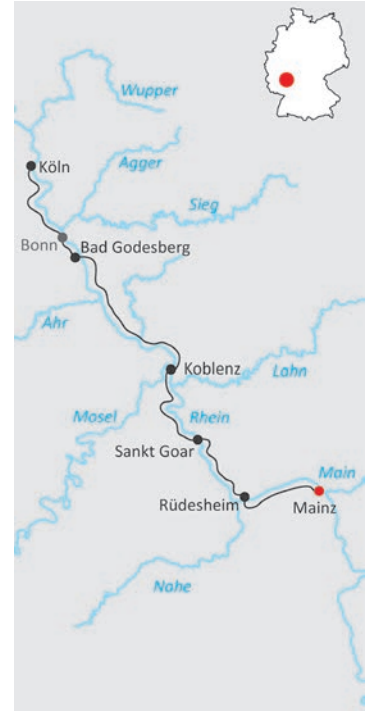 Wupper
Köln
Agger
Sieg
Bonn
Bad Godesberg
Ahr
Koblenz
Lahn
Mosel
Rhein
Sankt Goar
Main
Rüdesheim
Mainz
Nahe